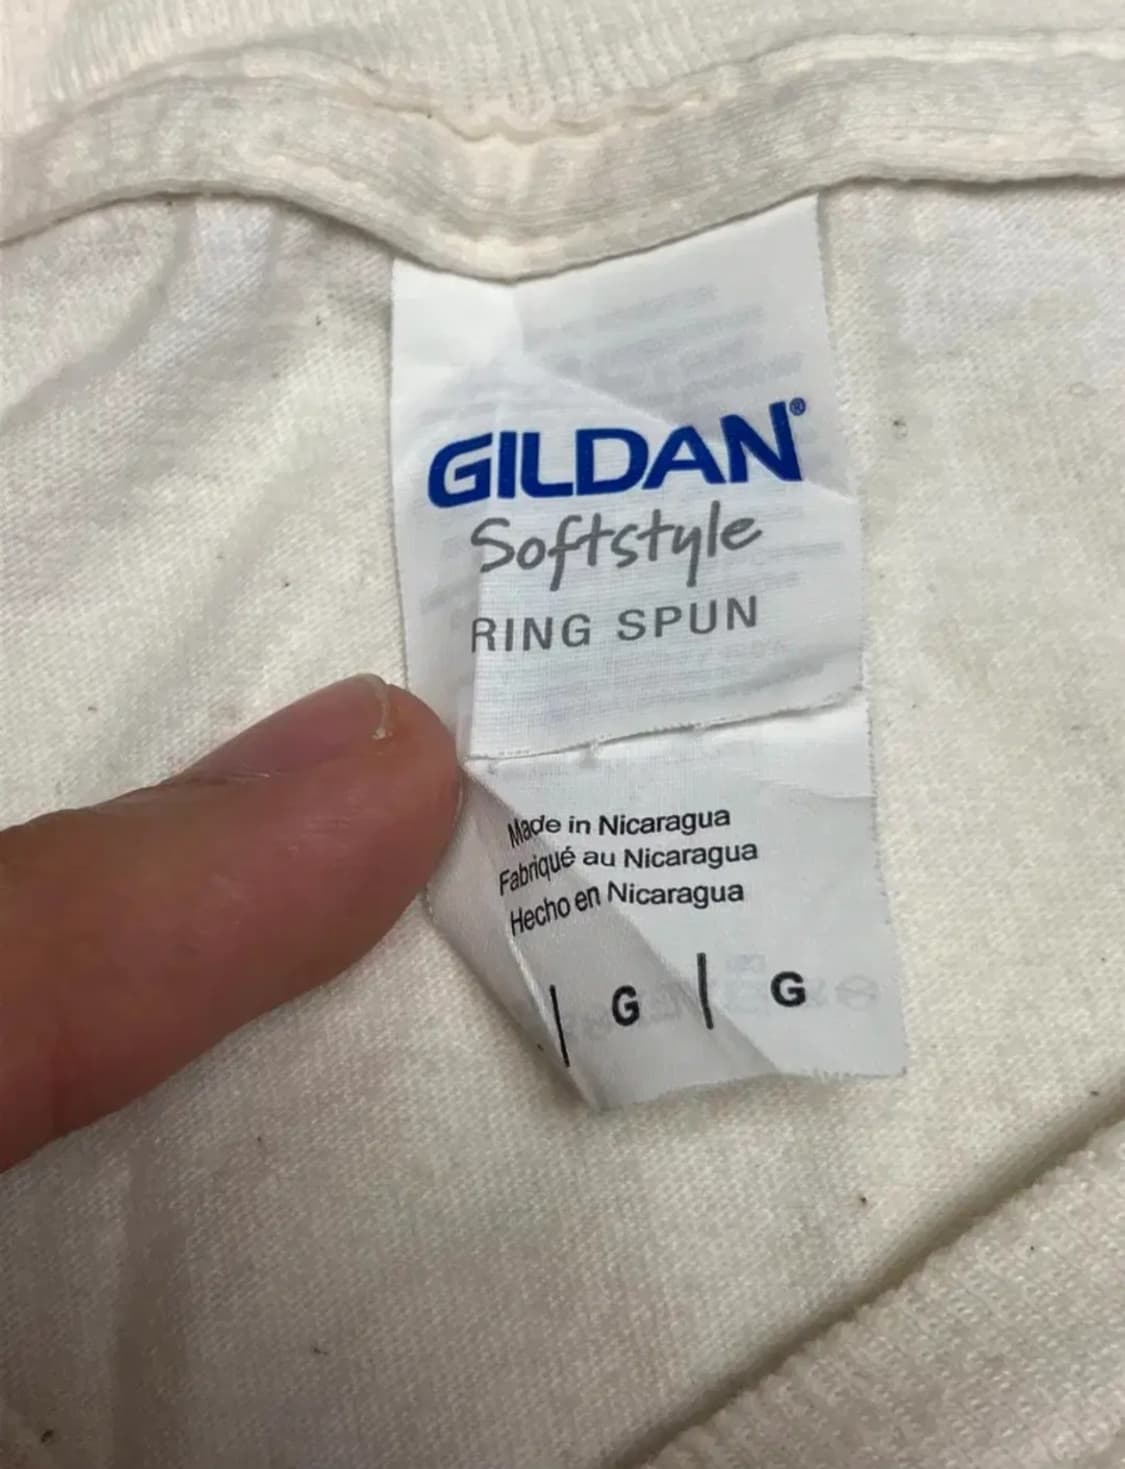 GILDAN®
Softstyle
RING SPUN
Made in Nicaragua
Fabriqué au Nicaragua
Hecho en Nicaragua
| G | G